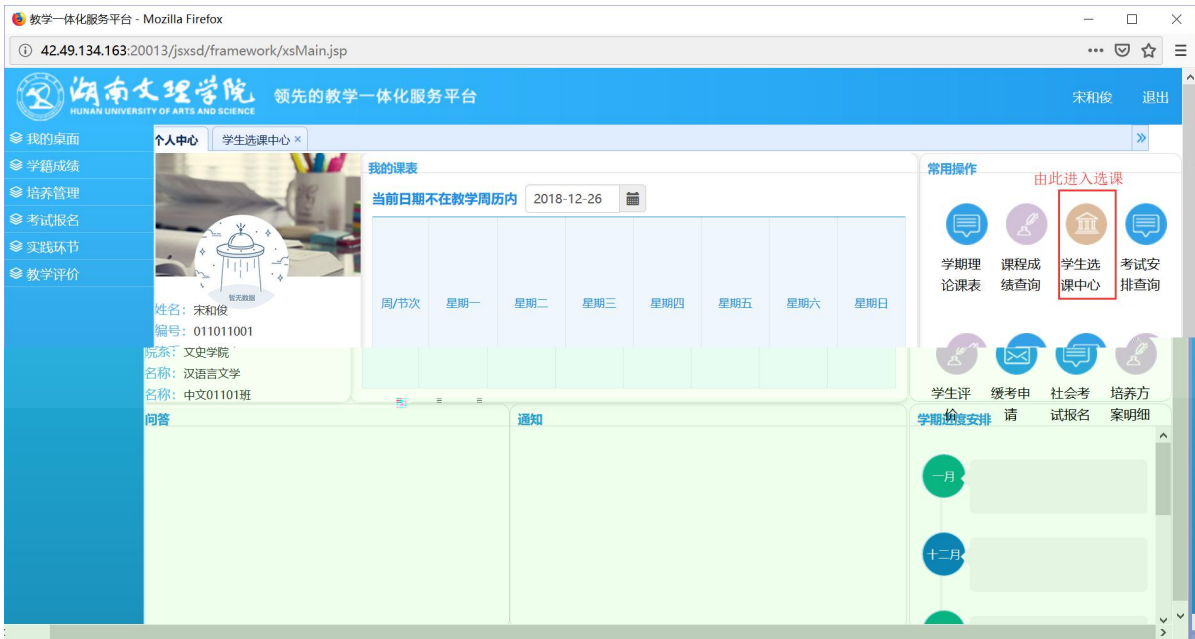 教学一体化服务平台 - Mozilla Firefox
42.49.134.163:20013/jsxsd/framework/xsMain.jsp
湖南文理学院
HUNAN UNIVERSITY OF ARTS AND SCIENCE
领先的教学一体化服务平台
宋和俊 退出
我的桌面
学籍成绩
培养管理
考试报名
实践环节
教学评价
个人中心 学生选课中心 ×
暂无数据
姓名：宋和俊
编号：011011001
院系：文史学院
名称：汉语言文学
名称：中文01101班
我的课表
当前日期不在教学周历内 2018-12-26
周/节次 星期一 星期二 星期三 星期四 星期五 星期六 星期日
常用操作
由此进入选课
学期理论课表
课程成绩查询
学生选课中心
考试安排查询
学生评价
缓考申请
社会考试报名
培养方案明细
问答
通知
学期进度安排
一月
十二月